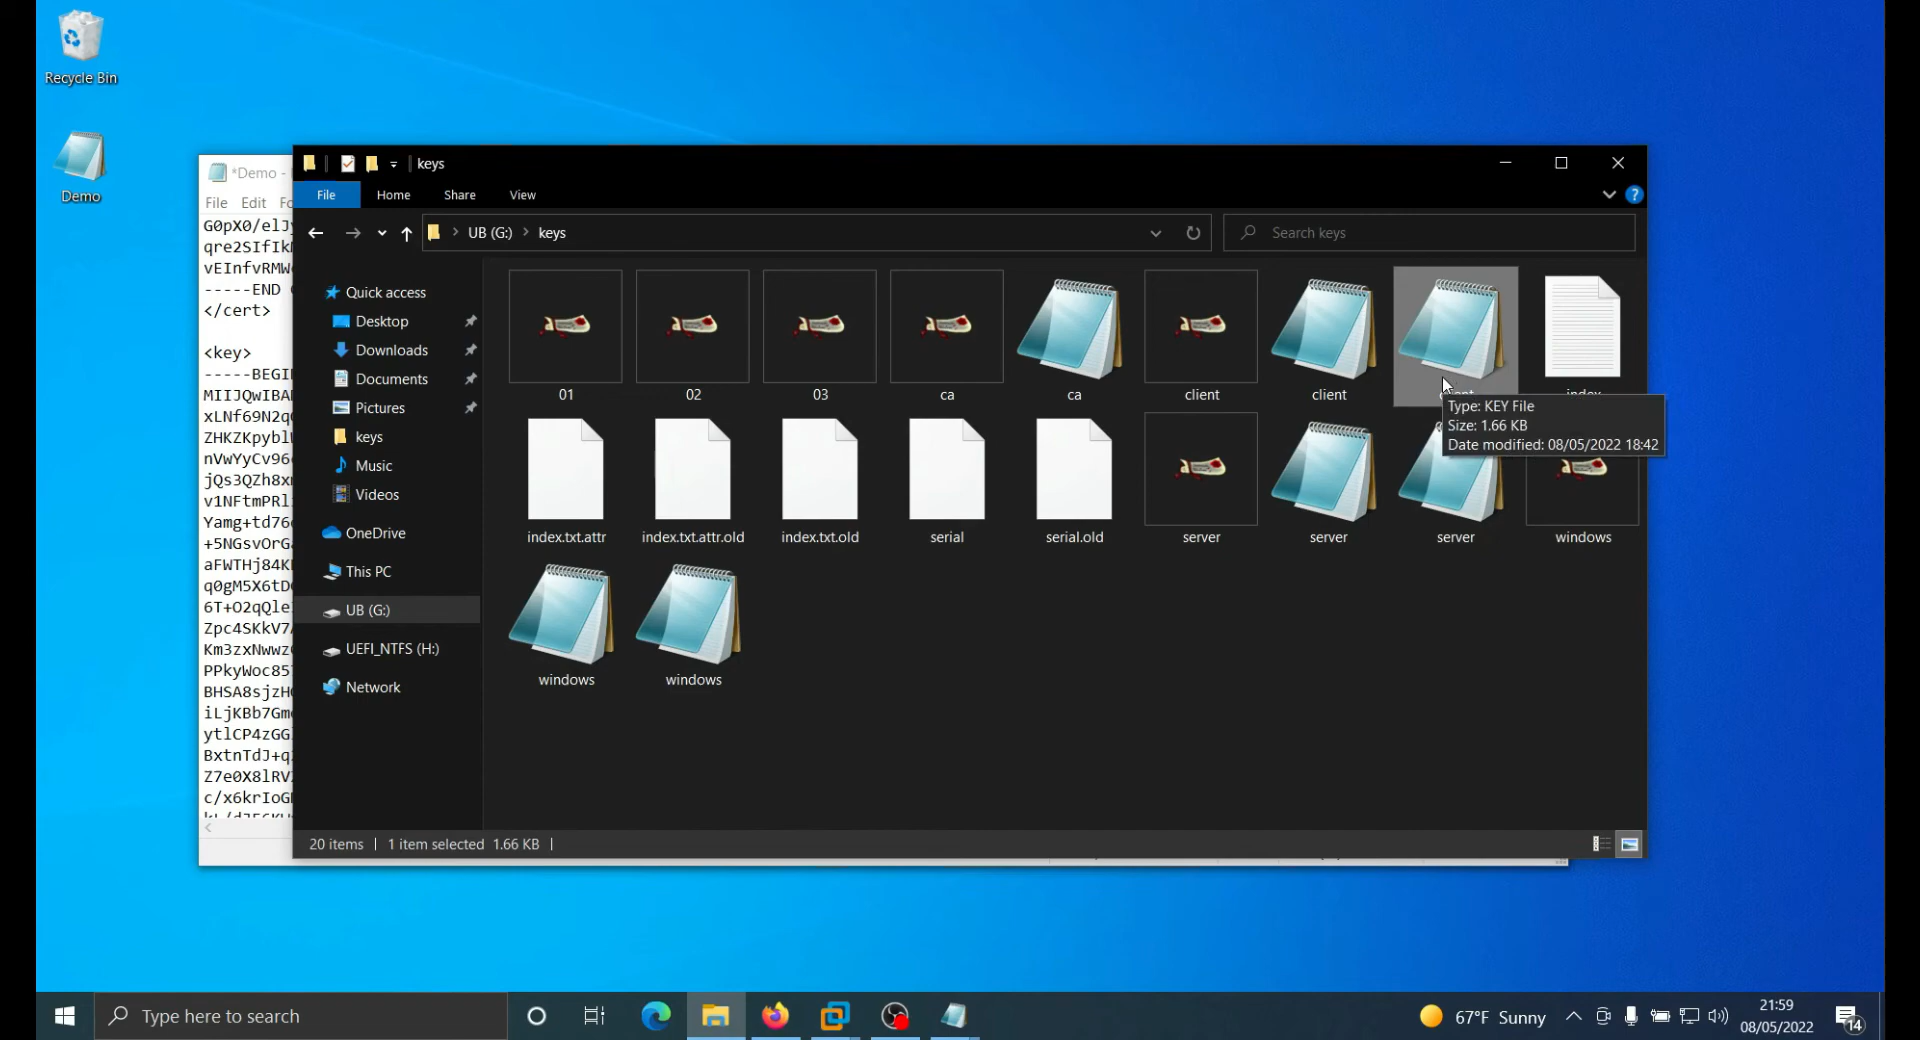 Recycle Bin
Demo
*Demo -
File Edit Fo
G0pX0/elJy
qre2SIfIkM
vEInfvRMW
-----END
</cert>
<key>
-----BEGIN
MIIJQwIBA
xLNf69N2q
ZHKZKpybl
nVwYyCv96
jQs3QZh8x
v1NFtmPRl
Yamg+td76
+5NGsvOrG
aFWTHj84K
q0gM5X6tD
6T+O2qQle
Zpc4SKkV7
Km3zxNwwz
PPkyWoc85
BHSA8sjzH
iLjKBb7Gm
ytlCP4zGG
BxtnTdJ+q
Z7e0X8lRV
c/x6krIoG
keys
File Home Share View
UB (G:) keys
Search keys
Quick access
Desktop
Downloads
Documents
Pictures
keys
Music
Videos
OneDrive
This PC
UB (G:)
UEFI_NTFS (H:)
Network
01 02 03 ca ca client client client index
Type: KEY File
Size: 1.66 KB
Date modified: 08/05/2022 18:42
index.txt.attr index.txt.attr.old index.txt.old serial serial.old server server server windows
windows windows
20 items 1 item selected 1.66 KB
Type here to search
67°F Sunny
21:59
08/05/2022
14